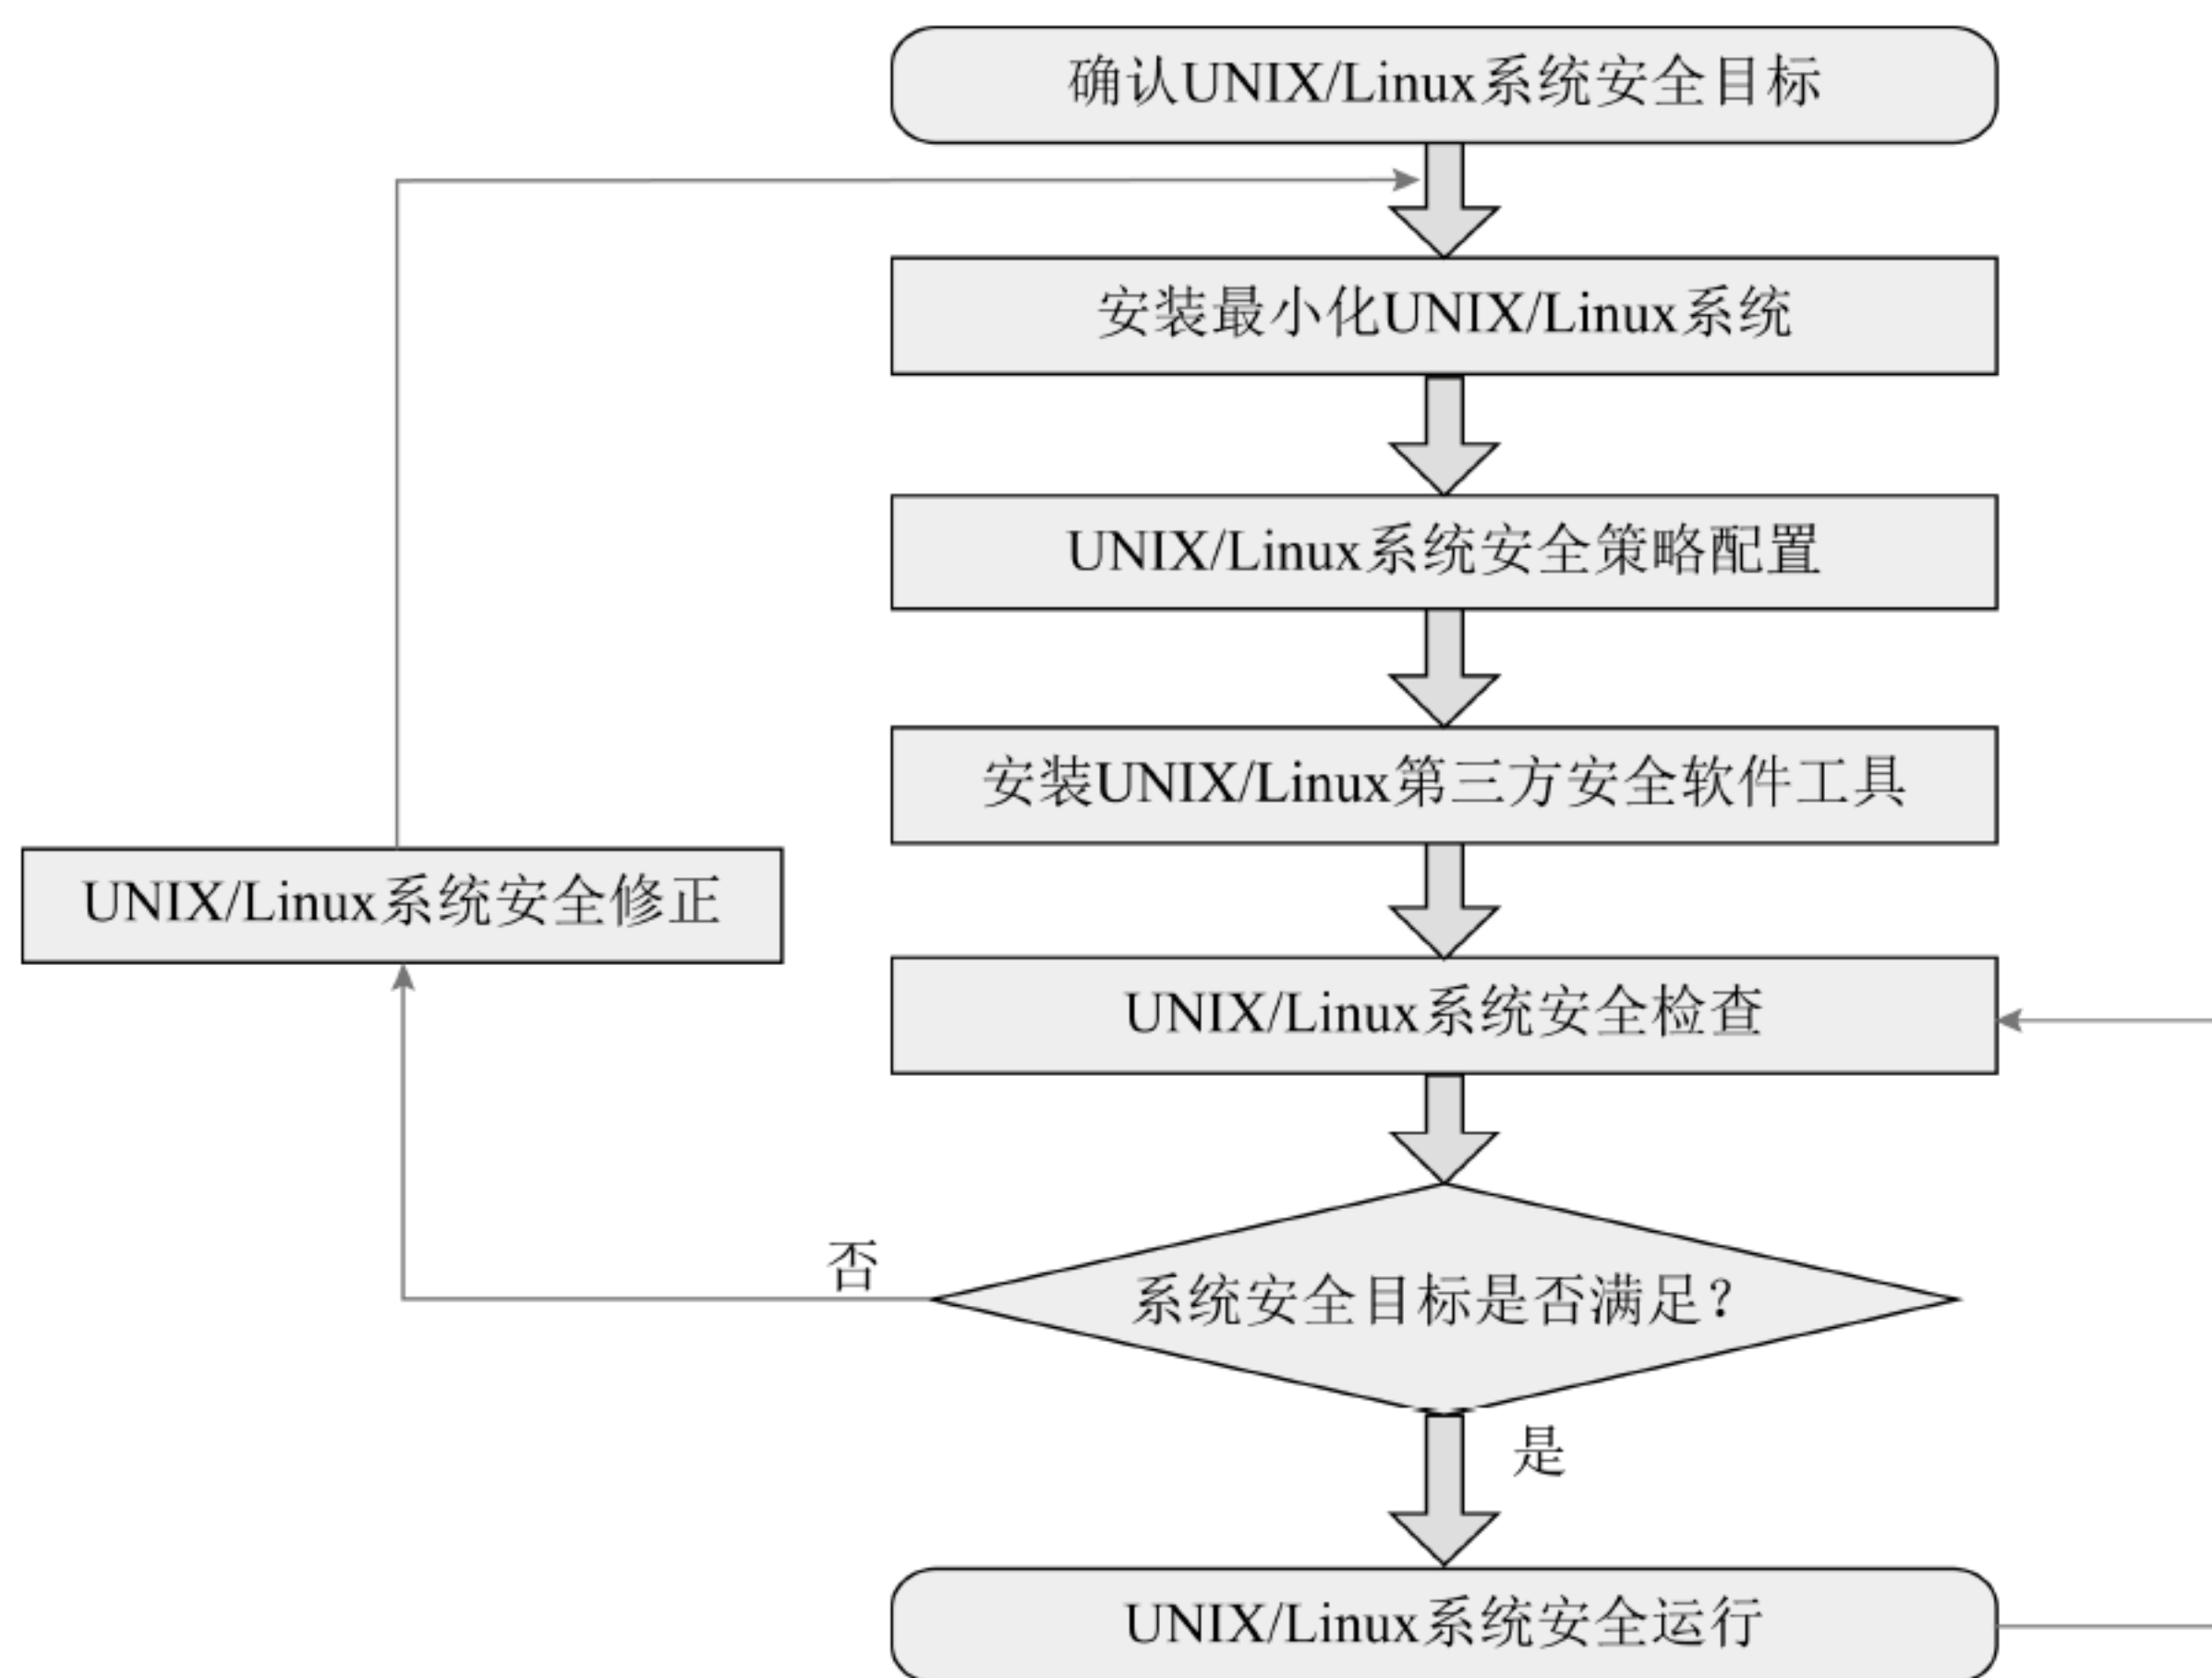 确认UNIX/Linux系统安全目标
安装最小化UNIX/Linux系统
UNIX/Linux系统安全策略配置
安装UNIX/Linux第三方安全软件工具
UNIX/Linux系统安全修正
UNIX/Linux系统安全检查
否
系统安全目标是否满足？
是
UNIX/Linux系统安全运行